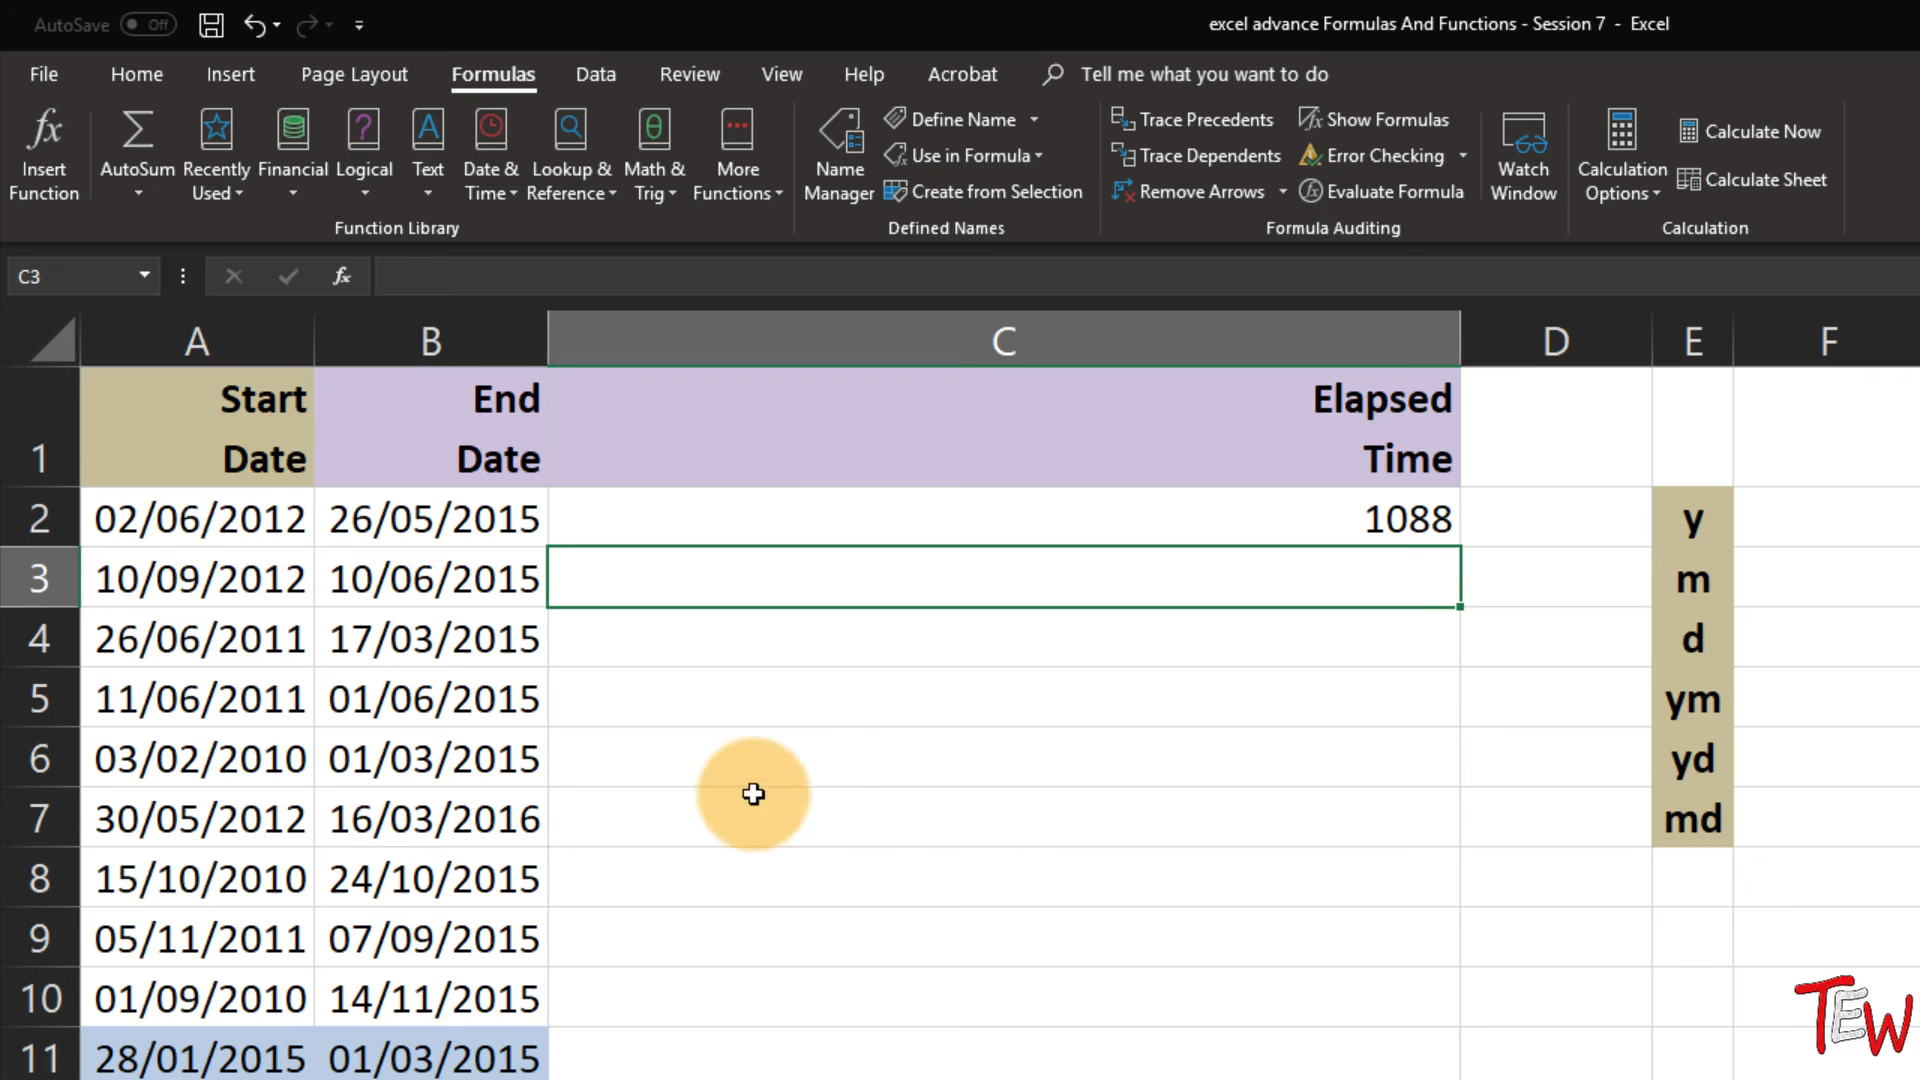 AutoSave Off
excel advance Formulas And Functions - Session 7 - Excel
File Home Insert Page Layout Formulas Data Review View Help Acrobat Tell me what you want to do
Insert Function
AutoSum
Recently Used
Financial
Logical
Text
Date & Time
Lookup & Reference
Math & Trig
More Functions
Function Library
Name Manager
Define Name
Use in Formula
Create from Selection
Defined Names
Trace Precedents
Trace Dependents
Remove Arrows
Show Formulas
Error Checking
Evaluate Formula
Formula Auditing
Watch Window
Calculation Options
Calculate Now
Calculate Sheet
Calculation
C3 fx
A B C D E F
Start End Elapsed
1 Date Date Time
2 02/06/2012 26/05/2015 1088 y
3 10/09/2012 10/06/2015 m
4 26/06/2011 17/03/2015 d
5 11/06/2011 01/06/2015 ym
6 03/02/2010 01/03/2015 yd
7 30/05/2012 16/03/2016 md
8 15/10/2010 24/10/2015
9 05/11/2011 07/09/2015
10 01/09/2010 14/11/2015
11 28/01/2015 01/03/2015
TEW